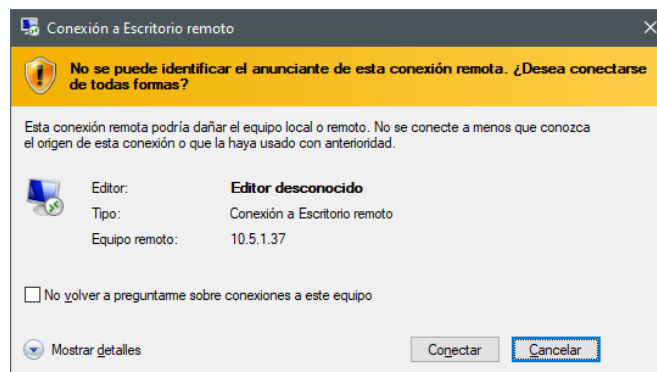 Conexión a Escritorio remoto
No se puede identificar el anunciante de esta conexión remota. ¿Desea conectarse
de todas formas?
Esta conexión remota podría dañar el equipo local o remoto. No se conecte a menos que conozca
el origen de esta conexión o que la haya usado con anterioridad.
Editor: Editor desconocido
Tipo: Conexión a Escritorio remoto
Equipo remoto: 10.5.1.37
No volver a preguntarme sobre conexiones a este equipo
Mostrar detalles Conectar Cancelar